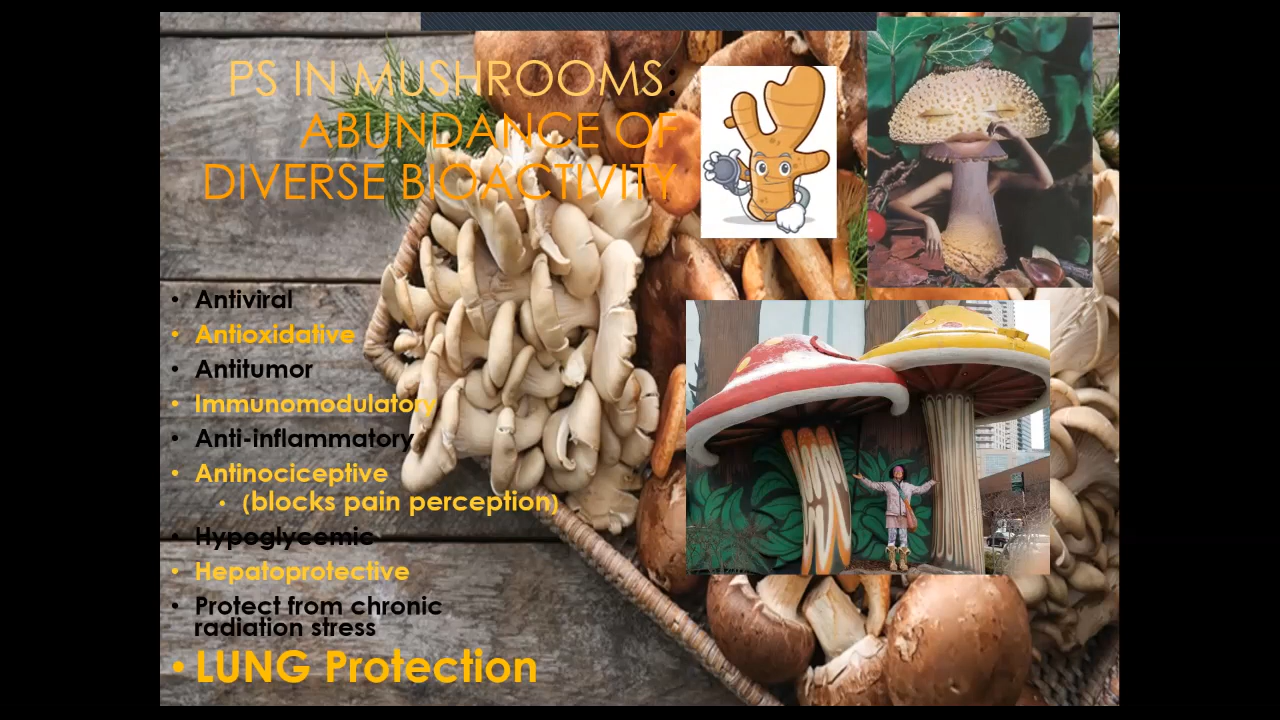 PS IN MUSHROOMS:
ABUNDANCE OF
DIVERSE BIOACTIVITY
• Antiviral
• Antioxidative
• Antitumor
• Immunomodulatory
• Anti-inflammatory
• Antinociceptive
• (blocks pain perception)
• Hypoglycemic
• Hepatoprotective
• Protect from chronic
radiation stress
• LUNG Protection